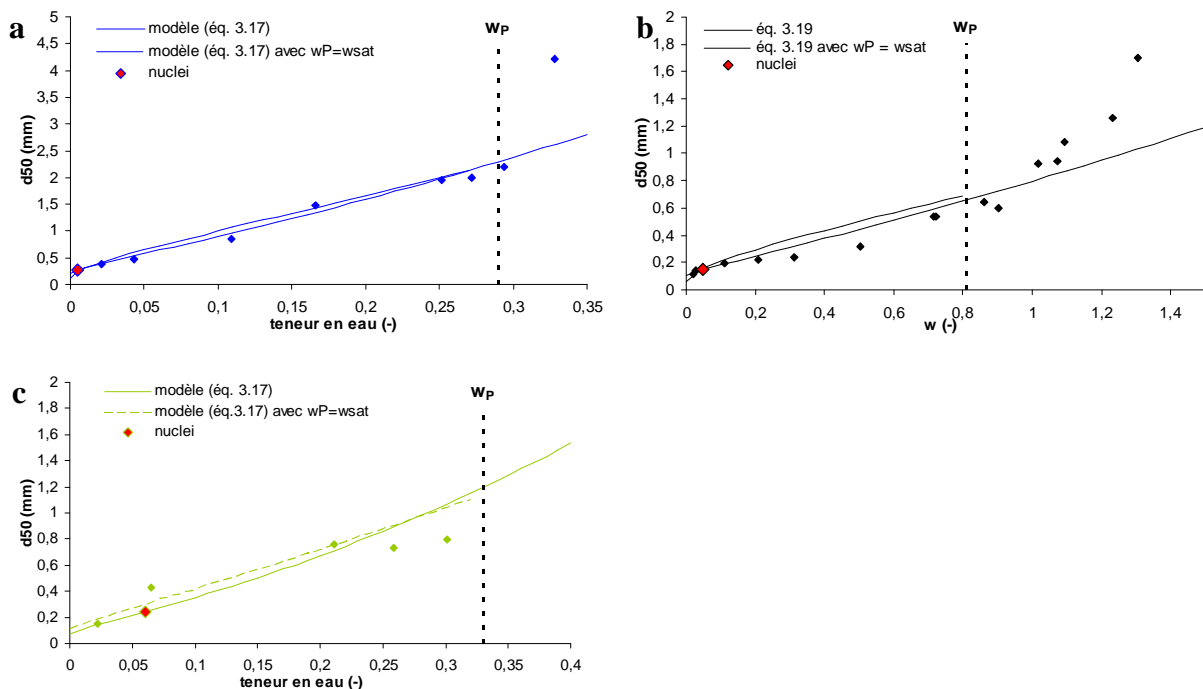 a
modèle (éq. 3.17)
modèle (éq. 3.17) avec wP=wsat
nuclei
wP
5
4,5
4
3,5
3
2,5
2
1,5
1
0,5
0
d50 (mm)
0 0,05 0,1 0,15 0,2 0,25 0,3 0,35
teneur en eau (-)
b
éq. 3.19
éq. 3.19 avec wP = wsat
nuclei
wP
2
1,8
1,6
1,4
1,2
1
0,8
0,6
0,4
0,2
0
d50 (mm)
0 0,2 0,4 0,6 0,8 1 1,2 1,4
w (-)
c
modèle (éq. 3.17)
modèle (éq.3.17) avec wP=wsat
nuclei
wP
2
1,8
1,6
1,4
1,2
1
0,8
0,6
0,4
0,2
0
d50 (mm)
0 0,05 0,1 0,15 0,2 0,25 0,3 0,35 0,4
teneur en eau (-)